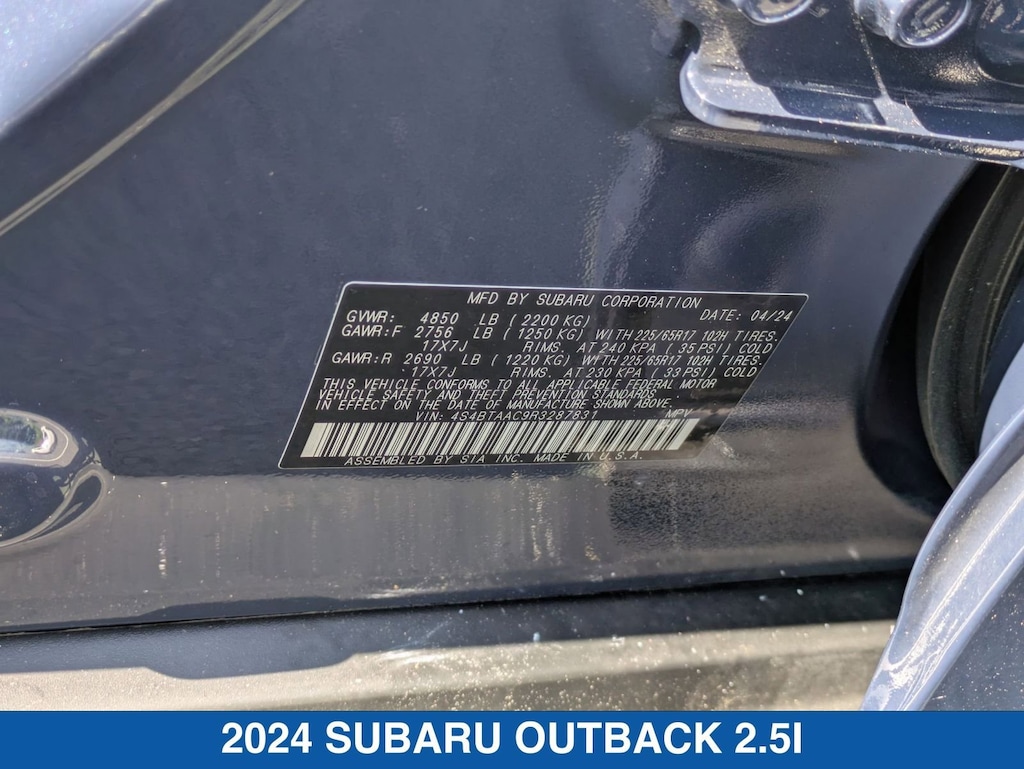 MFD BY SUBARU CORPORATION
GVWR: 4850 LB (2200 KG) DATE: 04/24
GAWR:F 2756 LB (1250 KG) WITH 225/65R17 102H TIRES.
17X7J RIMS. AT 240 KPA (35 PSI) COLD
GAWR:R 2690 LB (1220 KG) WITH 225/65R17 102H TIRES.
17X7J RIMS. AT 230 KPA (33 PSI) COLD
THIS VEHICLE CONFORMS TO ALL APPLICABLE FEDERAL MOTOR
VEHICLE SAFETY AND THEFT PREVENTION STANDARDS
IN EFFECT ON THE DATE OF MANUFACTURE SHOWN ABOVE.
VIN: 4S4BTAAC9R3287831 MPV
ASSEMBLED BY SIA INC. MADE IN U.S.A.
2024 SUBARU OUTBACK 2.5I